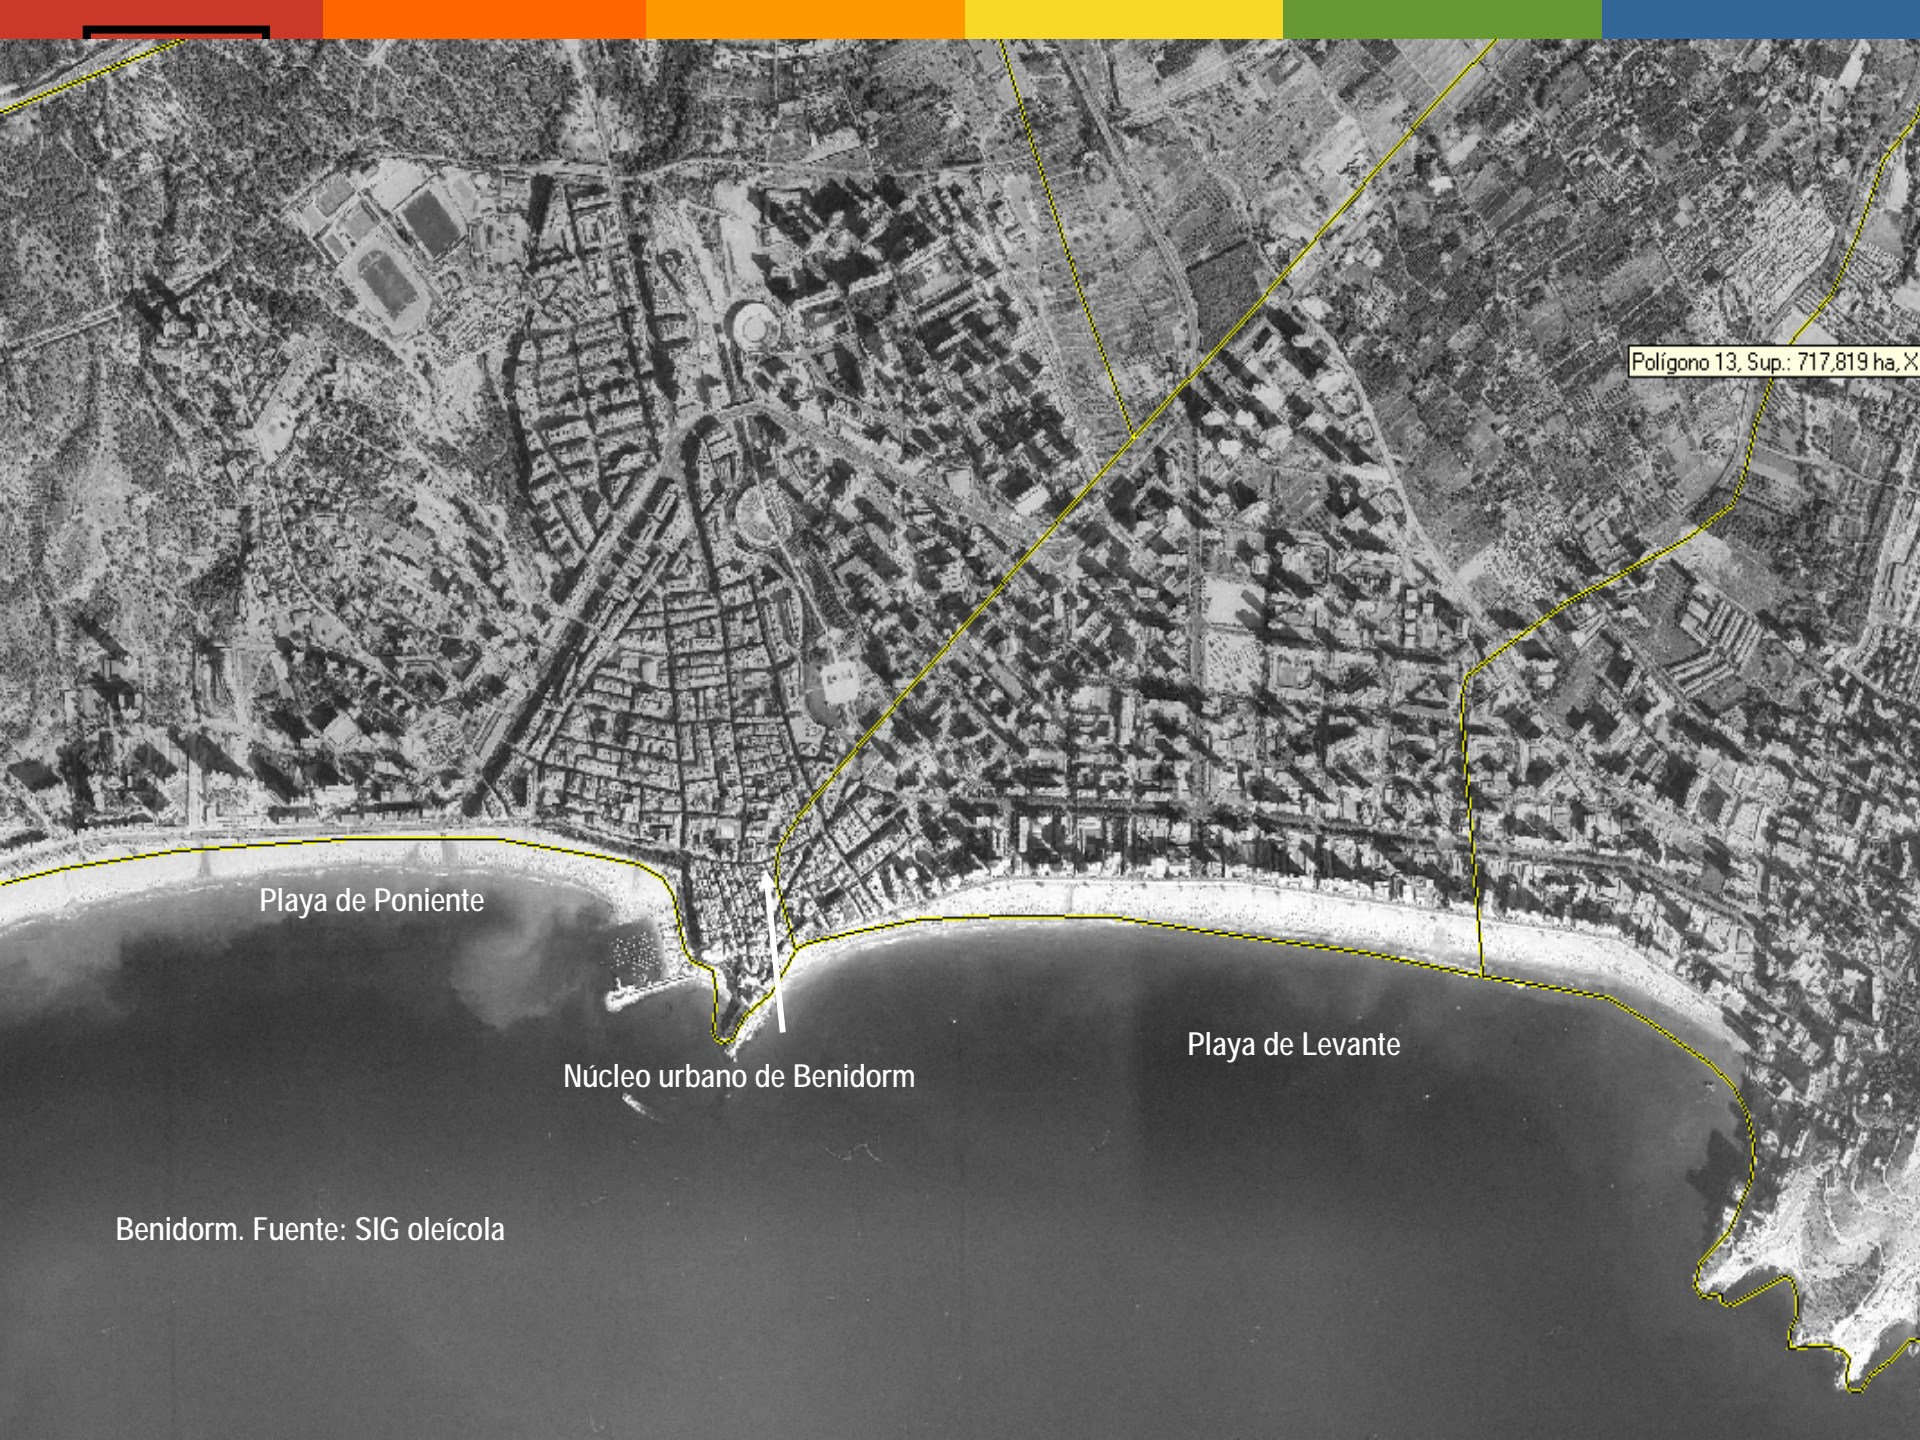 Polígono 13, Sup.: 717,819 ha, X
Playa de Poniente
Playa de Levante
Núcleo urbano de Benidorm
Benidorm. Fuente: SIG oleícola